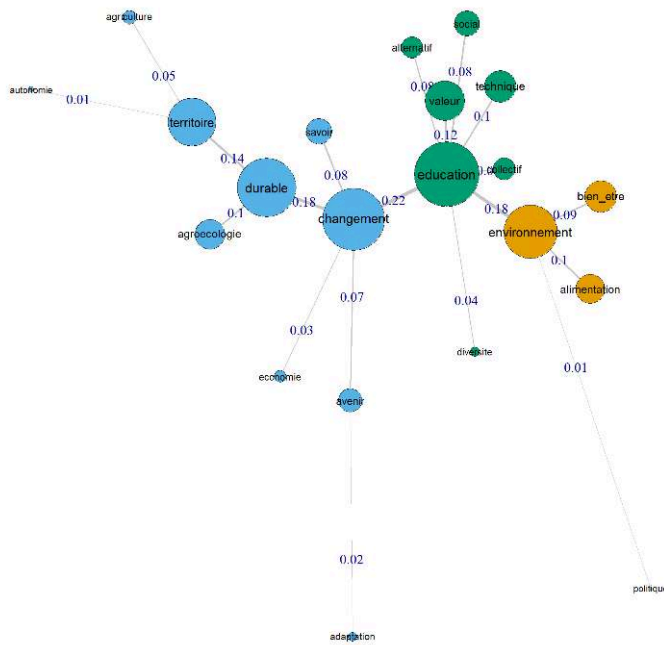 agriculture
social
alternatif
0.08
technique
autonomie
0.05
0.01
valeur
0.1
territoire
savoir
0.12
0.14
collectif
education
0.08
durable
0.18
0.22
changement
0.18
bien_etre
0.09
0.1
agroecologie
environnement
0.1
alimentation
0.07
0.04
0.03
diversite
economie
0.01
avenir
0.02
politique
adaptation